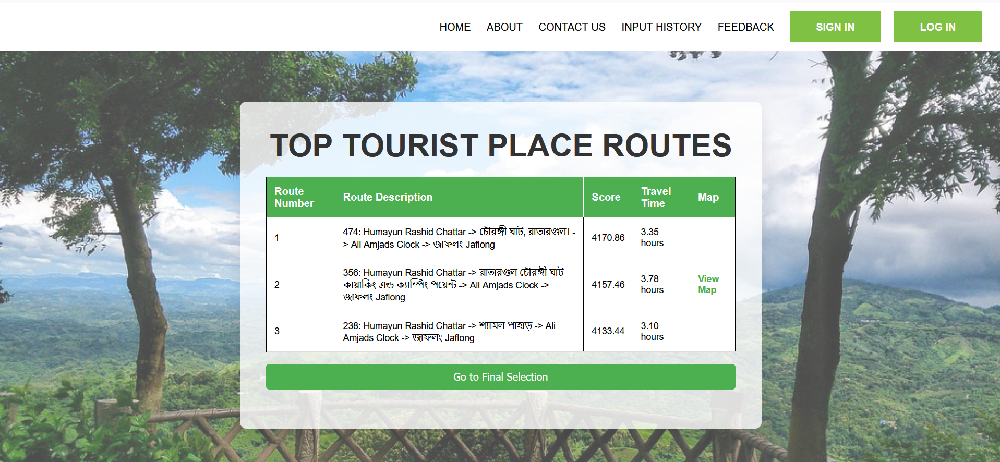 HOME ABOUT CONTACT US INPUT HISTORY FEEDBACK SIGN IN LOG IN
TOP TOURIST PLACE ROUTES
Route Number Route Description Score Travel Time Map
1 474: Humayun Rashid Chattar -> চৌরঙ্গী ঘাট, রাতারগুল। -
> Ali Amjads Clock -> জাফলং Jaflong 4170.86 3.35 hours
2 356: Humayun Rashid Chattar -> রাতারগুল চৌরঙ্গী ঘাট
কায়াকিং এন্ড ক্যাম্পিং পয়েন্ট -> Ali Amjads Clock ->
জাফলং Jaflong 4157.46 3.78 hours View Map
3 238: Humayun Rashid Chattar -> শ্যামল পাহাড় -> Ali
Amjads Clock -> জাফলং Jaflong 4133.44 3.10 hours
Go to Final Selection